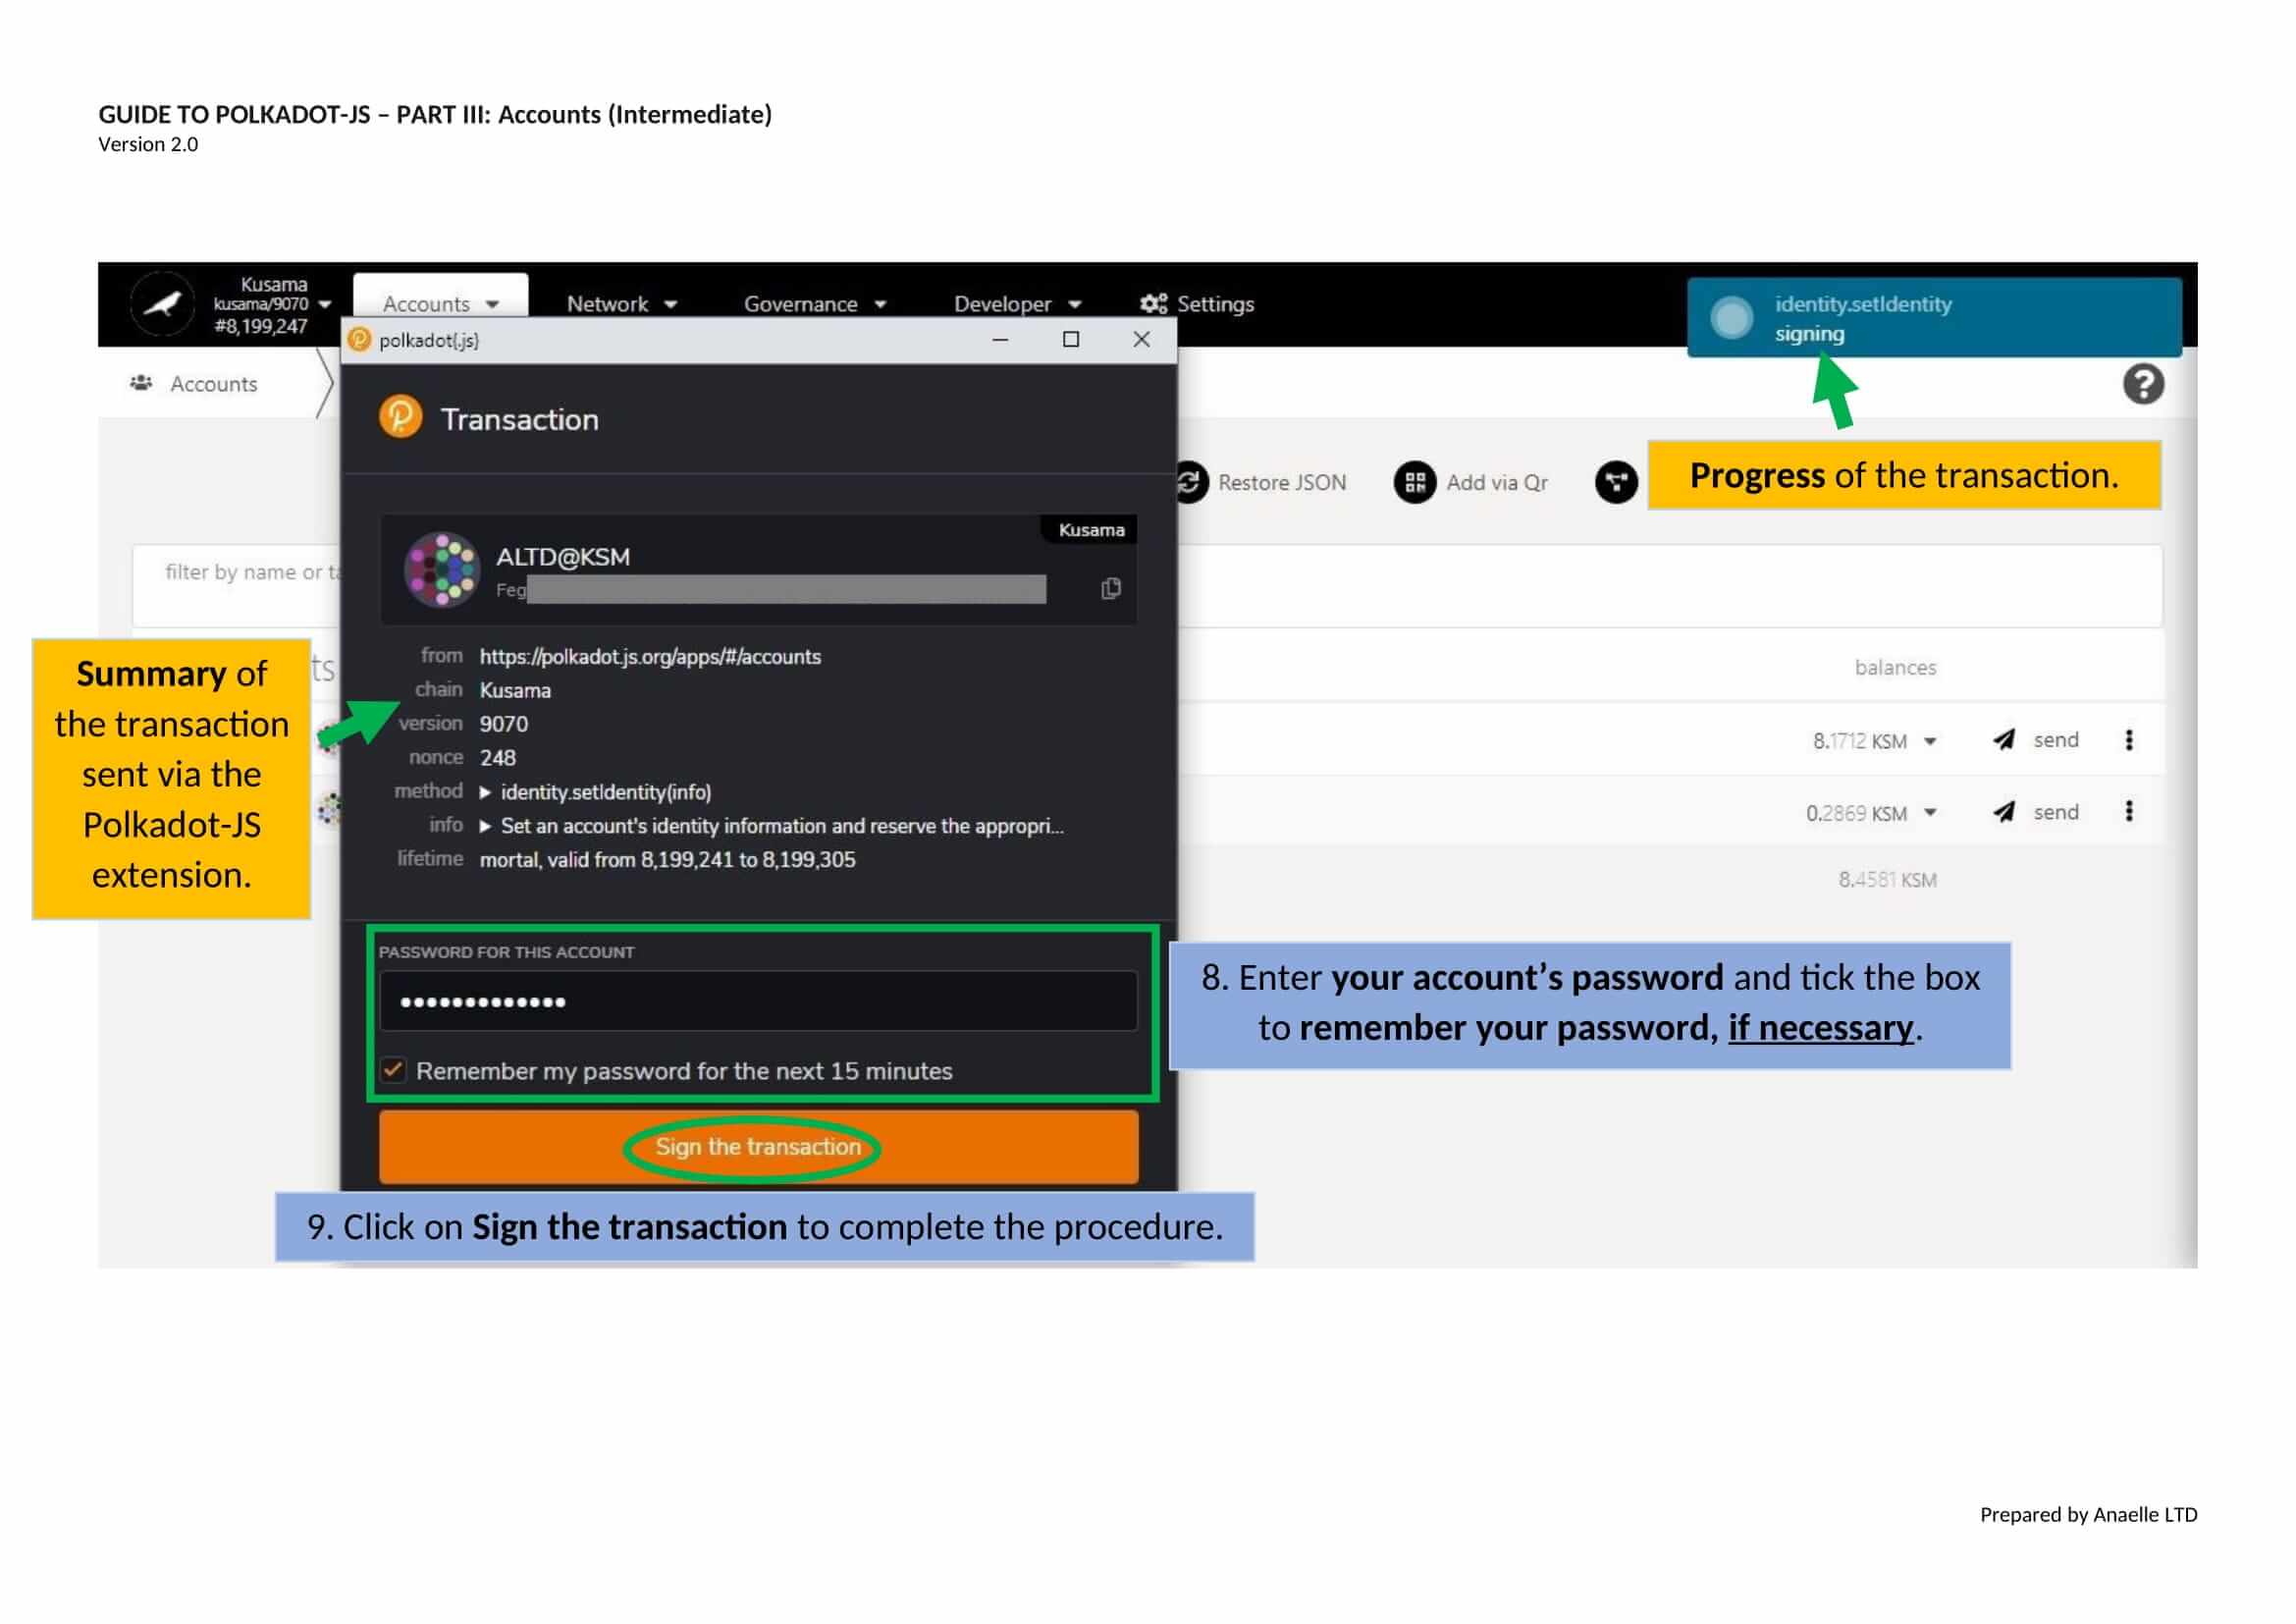 GUIDE TO POLKADOT-JS – PART III: Accounts (Intermediate)
Version 2.0
Kusama
kusama/9070
#8,199,247
Accounts
Network
Governance
Developer
Settings
identity.setIdentity
signing
polkadot{.js}
Accounts
Transaction
Progress of the transaction.
Restore JSON
Add via Qr
Kusama
ALTD@KSM
Feg
filter by name or
from https://polkadot.js.org/apps/#/accounts
chain Kusama
version 9070
nonce 248
method identity.setIdentity(info)
info Set an account's identity information and reserve the appropri...
lifetime mortal, valid from 8,199,241 to 8,199,305
Summary of
the transaction
sent via the
Polkadot-JS
extension.
ts
balances
8.1712 KSM
send
0.2869 KSM
send
8.4581 KSM
PASSWORD FOR THIS ACCOUNT
Remember my password for the next 15 minutes
8. Enter your account’s password and tick the box
to remember your password, if necessary.
Sign the transaction
9. Click on Sign the transaction to complete the procedure.
Prepared by Anaelle LTD